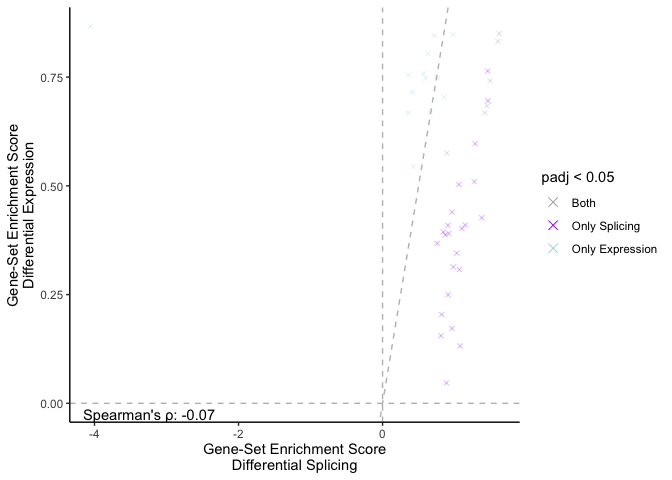 Gene-Set Enrichment Score
Differential Expression
0.75
0.50
0.25
0.00
Spearman's ρ: -0.07
-4
-2
0
Gene-Set Enrichment Score
Differential Splicing
padj < 0.05
Both
Only Splicing
Only Expression